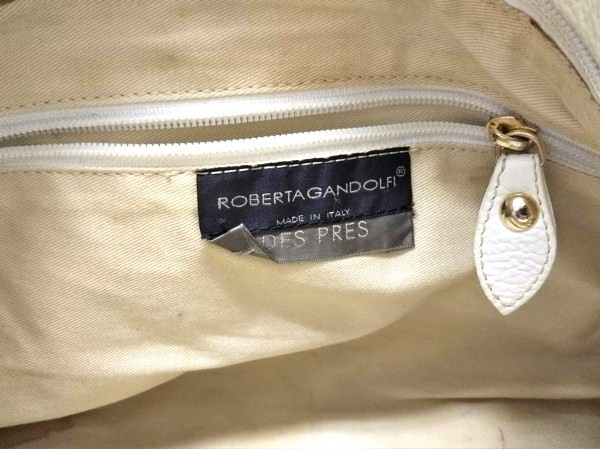 ROBERTAGANDOLFI®
MADE IN ITALY
DES PRES